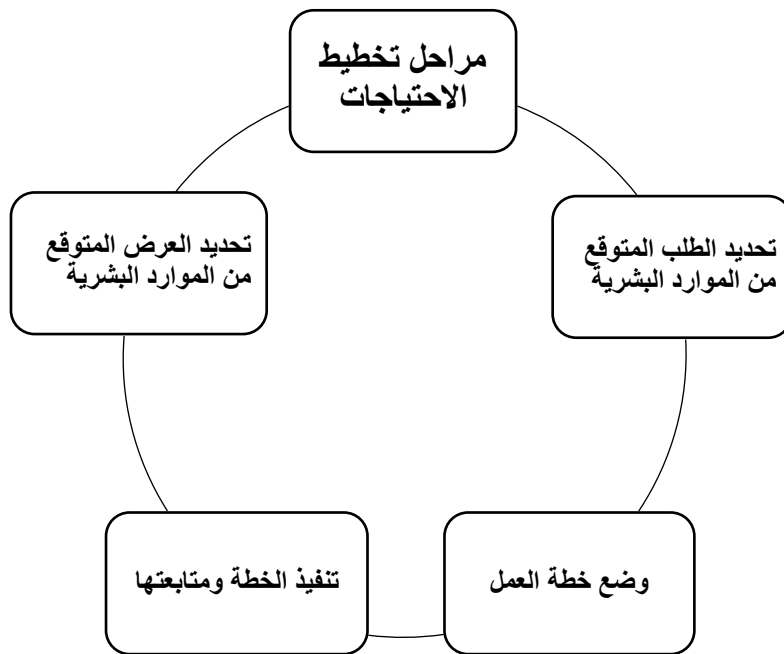 مراحل تخطيط
الاحتياجات
تحديد الطلب المتوقع
من الموارد البشرية
تحديد العرض المتوقع
من الموارد البشرية
وضع خطة العمل
تنفيذ الخطة ومتابعتها